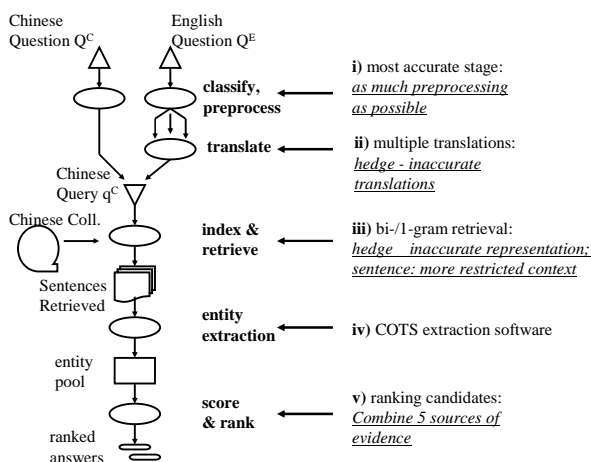 Chinese
Question Q^C
English
Question Q^E
classify,
preprocess
i) most accurate stage:
as much preprocessing
as possible
translate
ii) multiple translations:
hedge - inaccurate
translations
Chinese
Query q^C
Chinese Coll.
index &
retrieve
iii) bi-/1-gram retrieval:
hedge inaccurate representation;
sentence: more restricted context
Sentences
Retrieved
entity
extraction
iv) COTS extraction software
entity
pool
score
& rank
v) ranking candidates:
Combine 5 sources of
evidence
ranked
answers